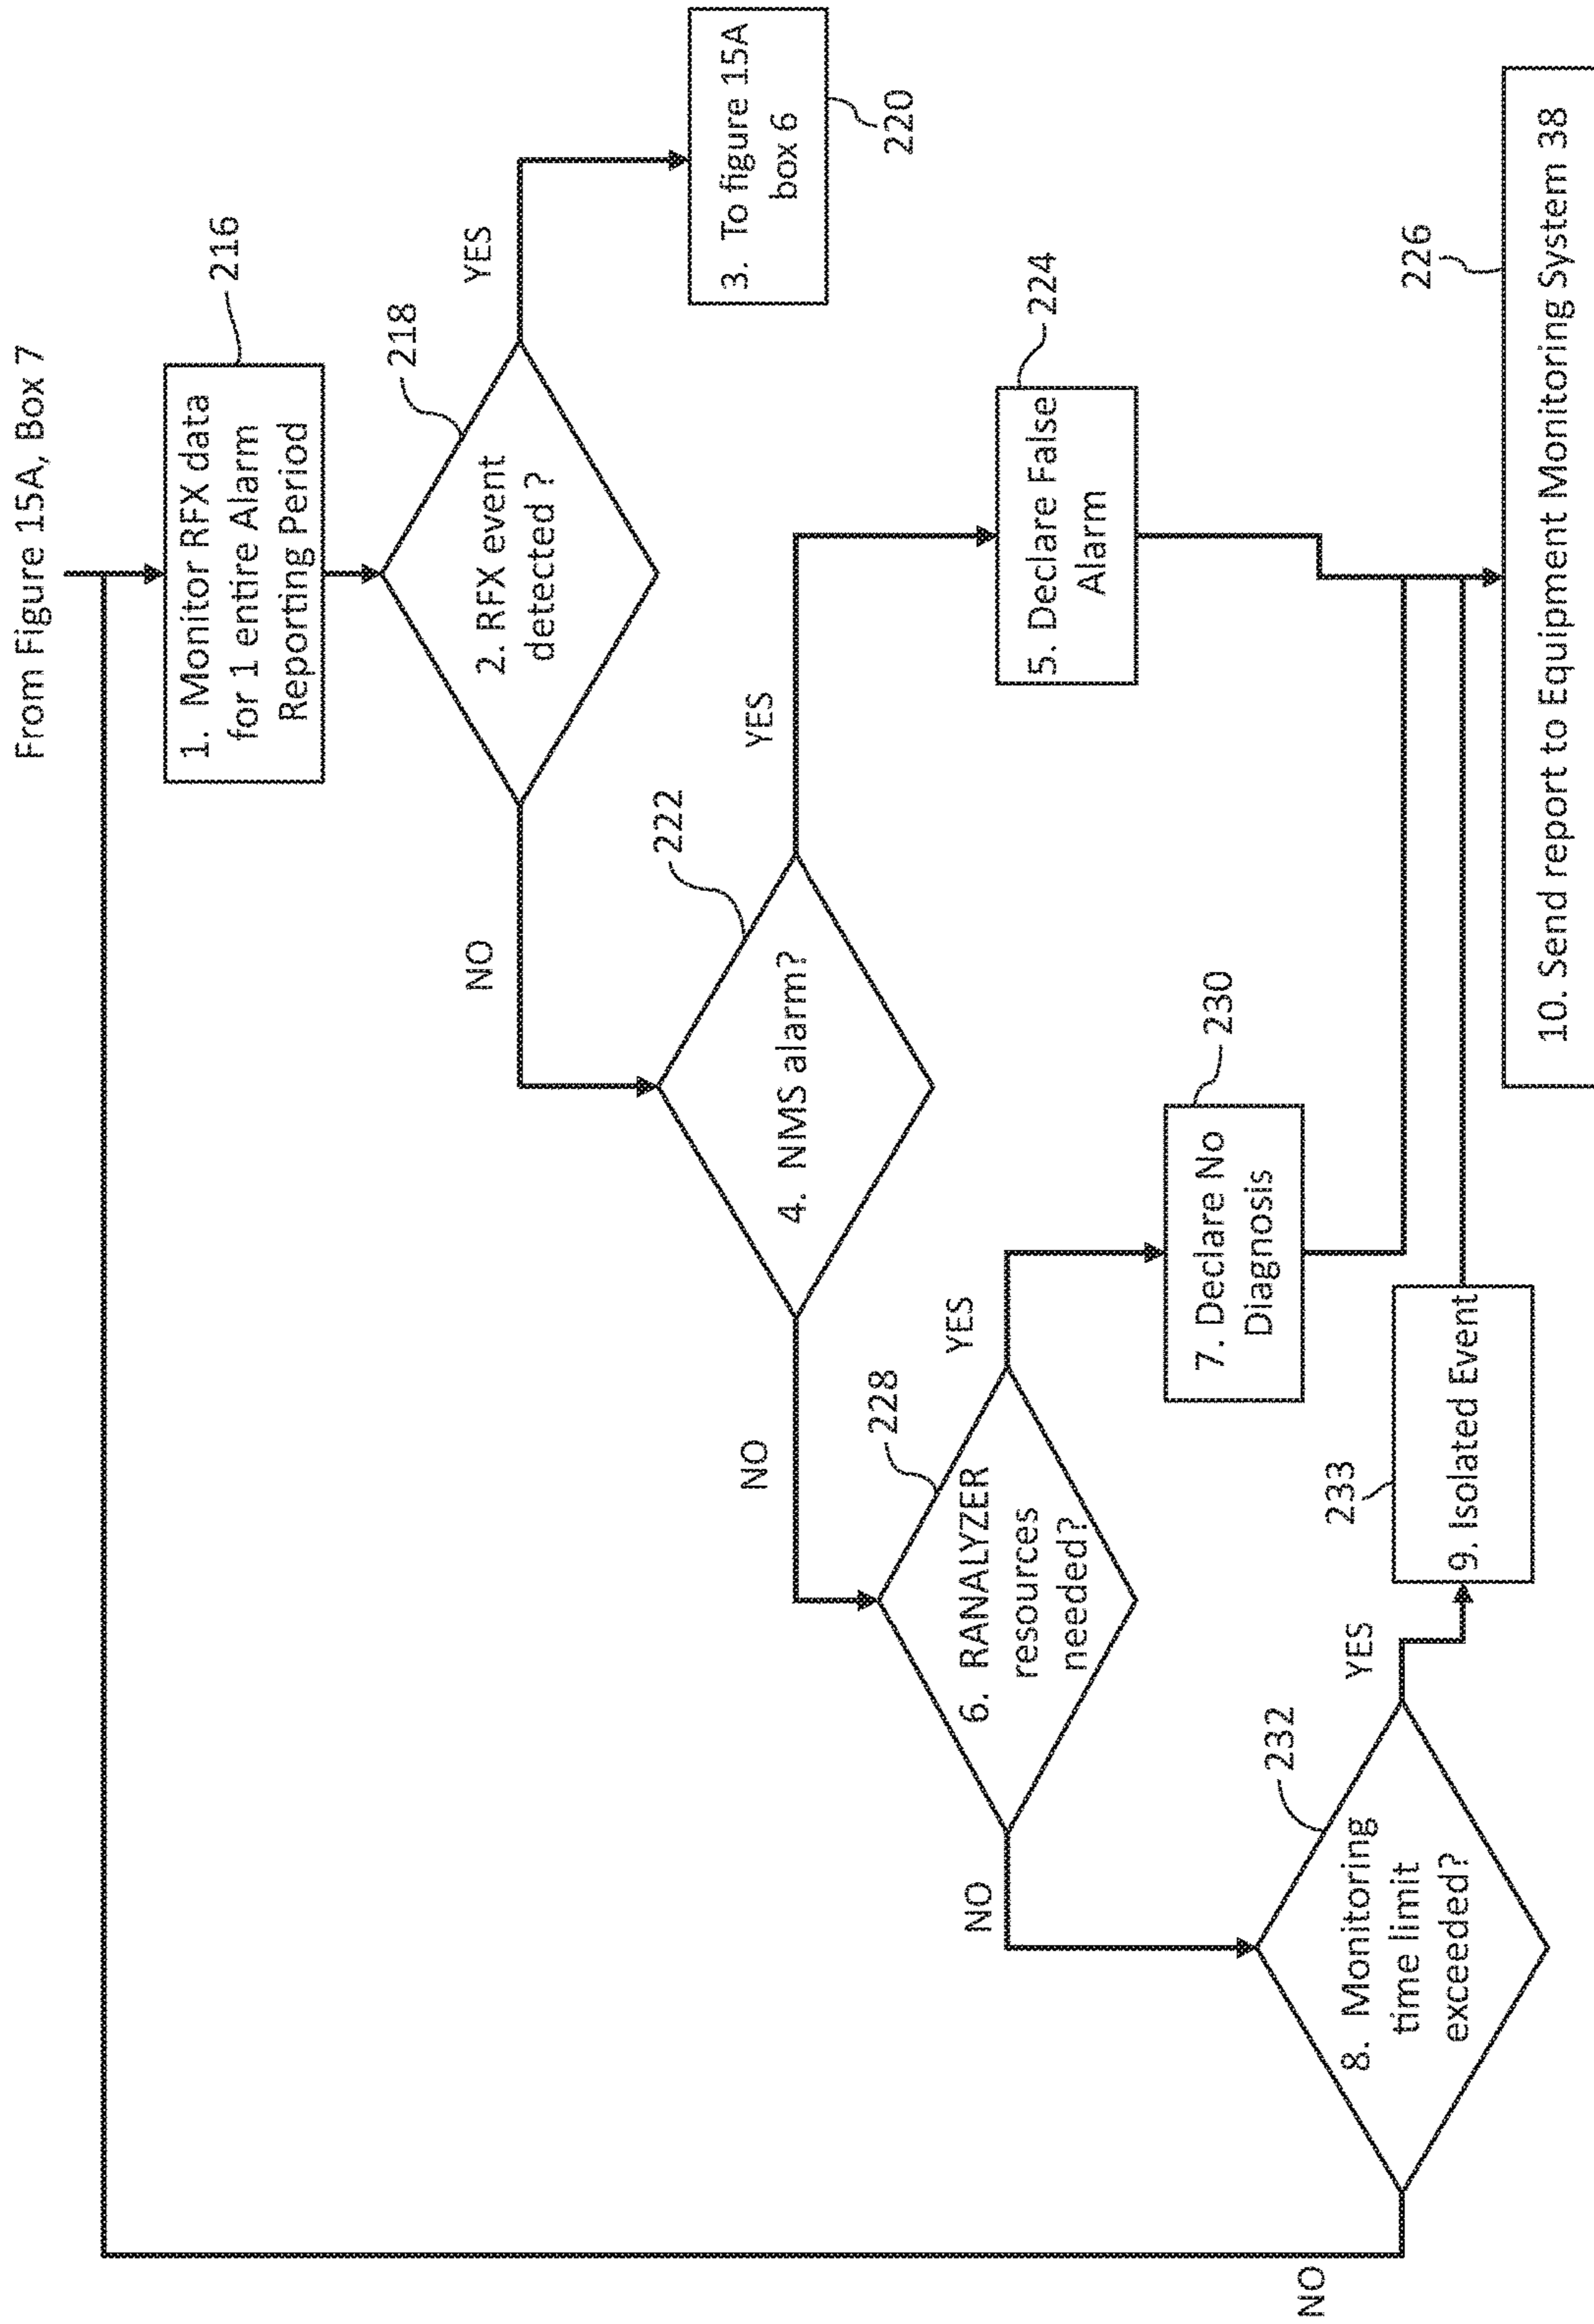 From Figure 15A, Box 7
216
1. Monitor RFX data
for 1 entire Alarm
Reporting Period
218
2. RFX event
detected ?
YES
NO
3. To figure 15A
box 6
220
222
4. NMS alarm?
YES
NO
224
5. Declare False
Alarm
228
6. RANALYZER
resources
needed?
YES
NO
230
7. Declare No
Diagnosis
232
8. Monitoring
time limit
exceeded?
YES
NO
233
9. Isolated Event
226
10. Send report to Equipment Monitoring System 38